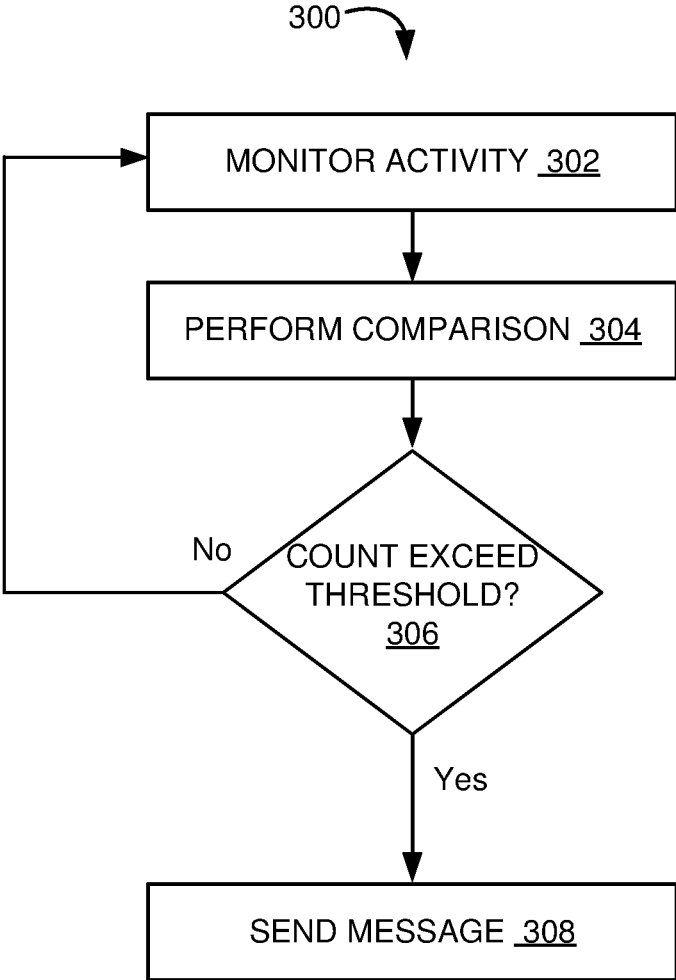 300
MONITOR ACTIVITY 302
PERFORM COMPARISON 304
No
COUNT EXCEED
THRESHOLD?
306
Yes
SEND MESSAGE 308